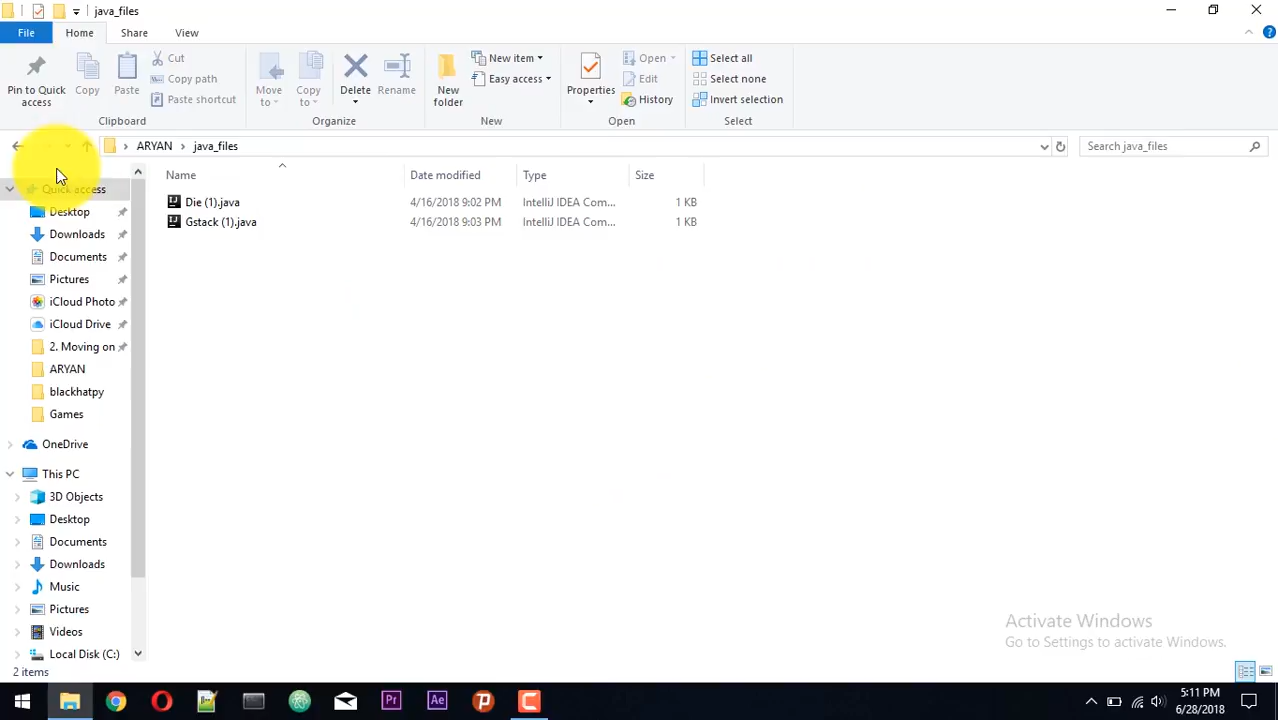 java_files
File Home Share View
Pin to Quick access
Copy
Paste
Cut
Copy path
Paste shortcut
Clipboard
Move to
Copy to
Delete
Rename
Organize
New folder
New item
Easy access
New
Properties
Open
Edit
History
Open
Select all
Select none
Invert selection
Select
ARYAN > java_files
Search java_files
Name Date modified Type Size
Die (1).java 4/16/2018 9:02 PM IntelliJ IDEA Com... 1 KB
Gstack (1).java 4/16/2018 9:03 PM IntelliJ IDEA Com... 1 KB
Quick access
Desktop
Downloads
Documents
Pictures
iCloud Photo
iCloud Drive
2. Moving on
ARYAN
blackhatpy
Games
OneDrive
This PC
3D Objects
Desktop
Documents
Downloads
Music
Pictures
Videos
Local Disk (C:)
Activate Windows
Go to Settings to activate Windows.
2 items
Pr
Ae
5:11 PM
6/28/2018